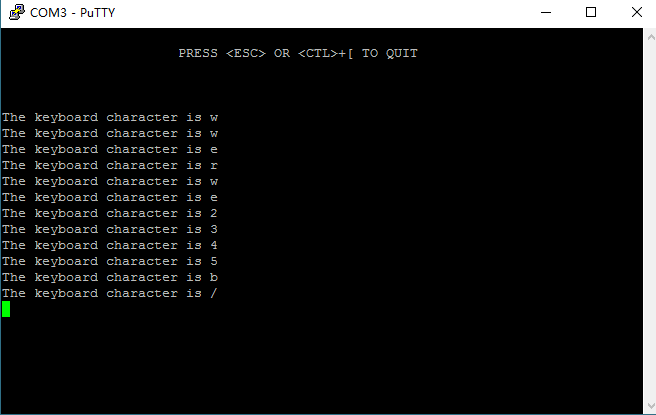 COM3 - PuTTY
PRESS <ESC> OR <CTL>+[ TO QUIT
The keyboard character is w
The keyboard character is w
The keyboard character is e
The keyboard character is r
The keyboard character is w
The keyboard character is e
The keyboard character is 2
The keyboard character is 3
The keyboard character is 4
The keyboard character is 5
The keyboard character is b
The keyboard character is /